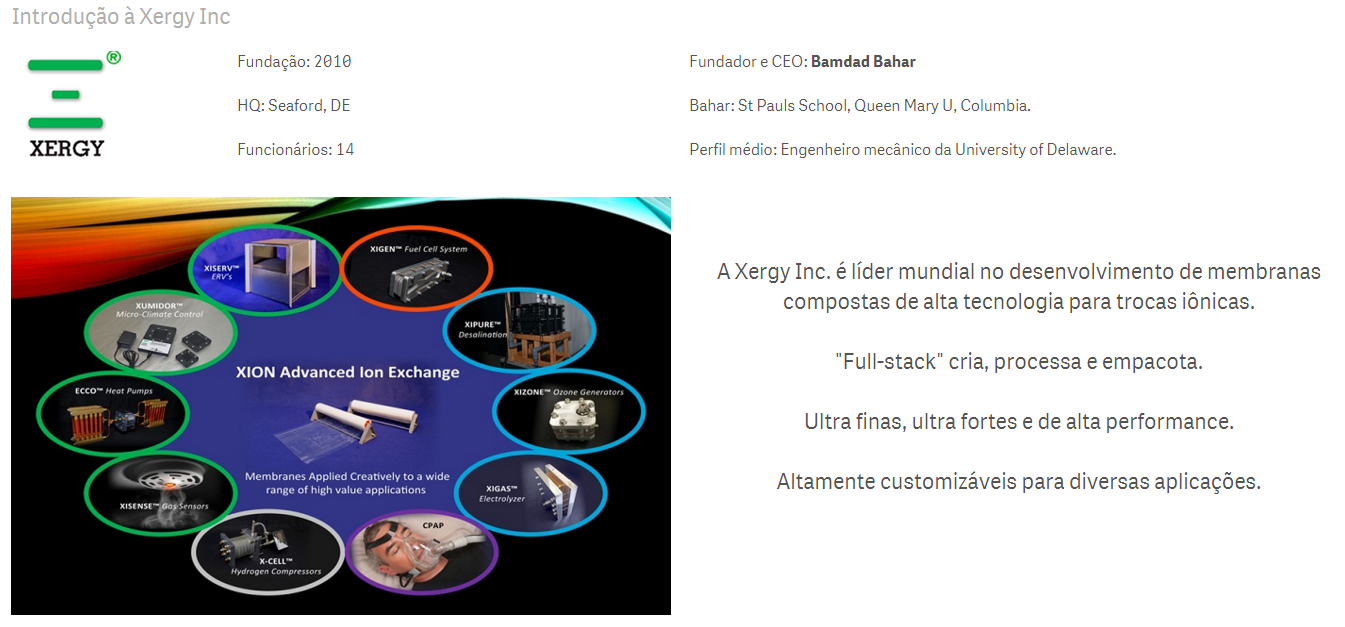 Introdução à Xergy Inc
®
XERGY
Fundação: 2010
HQ: Seaford, DE
Funcionários: 14
Fundador e CEO: Bamdad Bahar
Bahar: St Pauls School, Queen Mary U, Columbia.
Perfil médio: Engenheiro mecânico da University of Delaware.
XISERV™
ERV's
XIGEN™ Fuel Cell System
XUMIDOR™
Micro-Climate Control
XIPURE™
Desalination
XION Advanced Ion Exchange
ECCO™ Heat Pumps
XIZONE™ Ozone Generators
Membranes Applied Creatively to a wide
range of high value applications
XISENSE™ Gas Sensors
XIGAS™
Electrolyzer
X-CELL™
Hydrogen Compressors
CPAP
A Xergy Inc. é líder mundial no desenvolvimento de membranas
compostas de alta tecnologia para trocas iônicas.
"Full-stack" cria, processa e empacota.
Ultra finas, ultra fortes e de alta performance.
Altamente customizáveis para diversas aplicações.